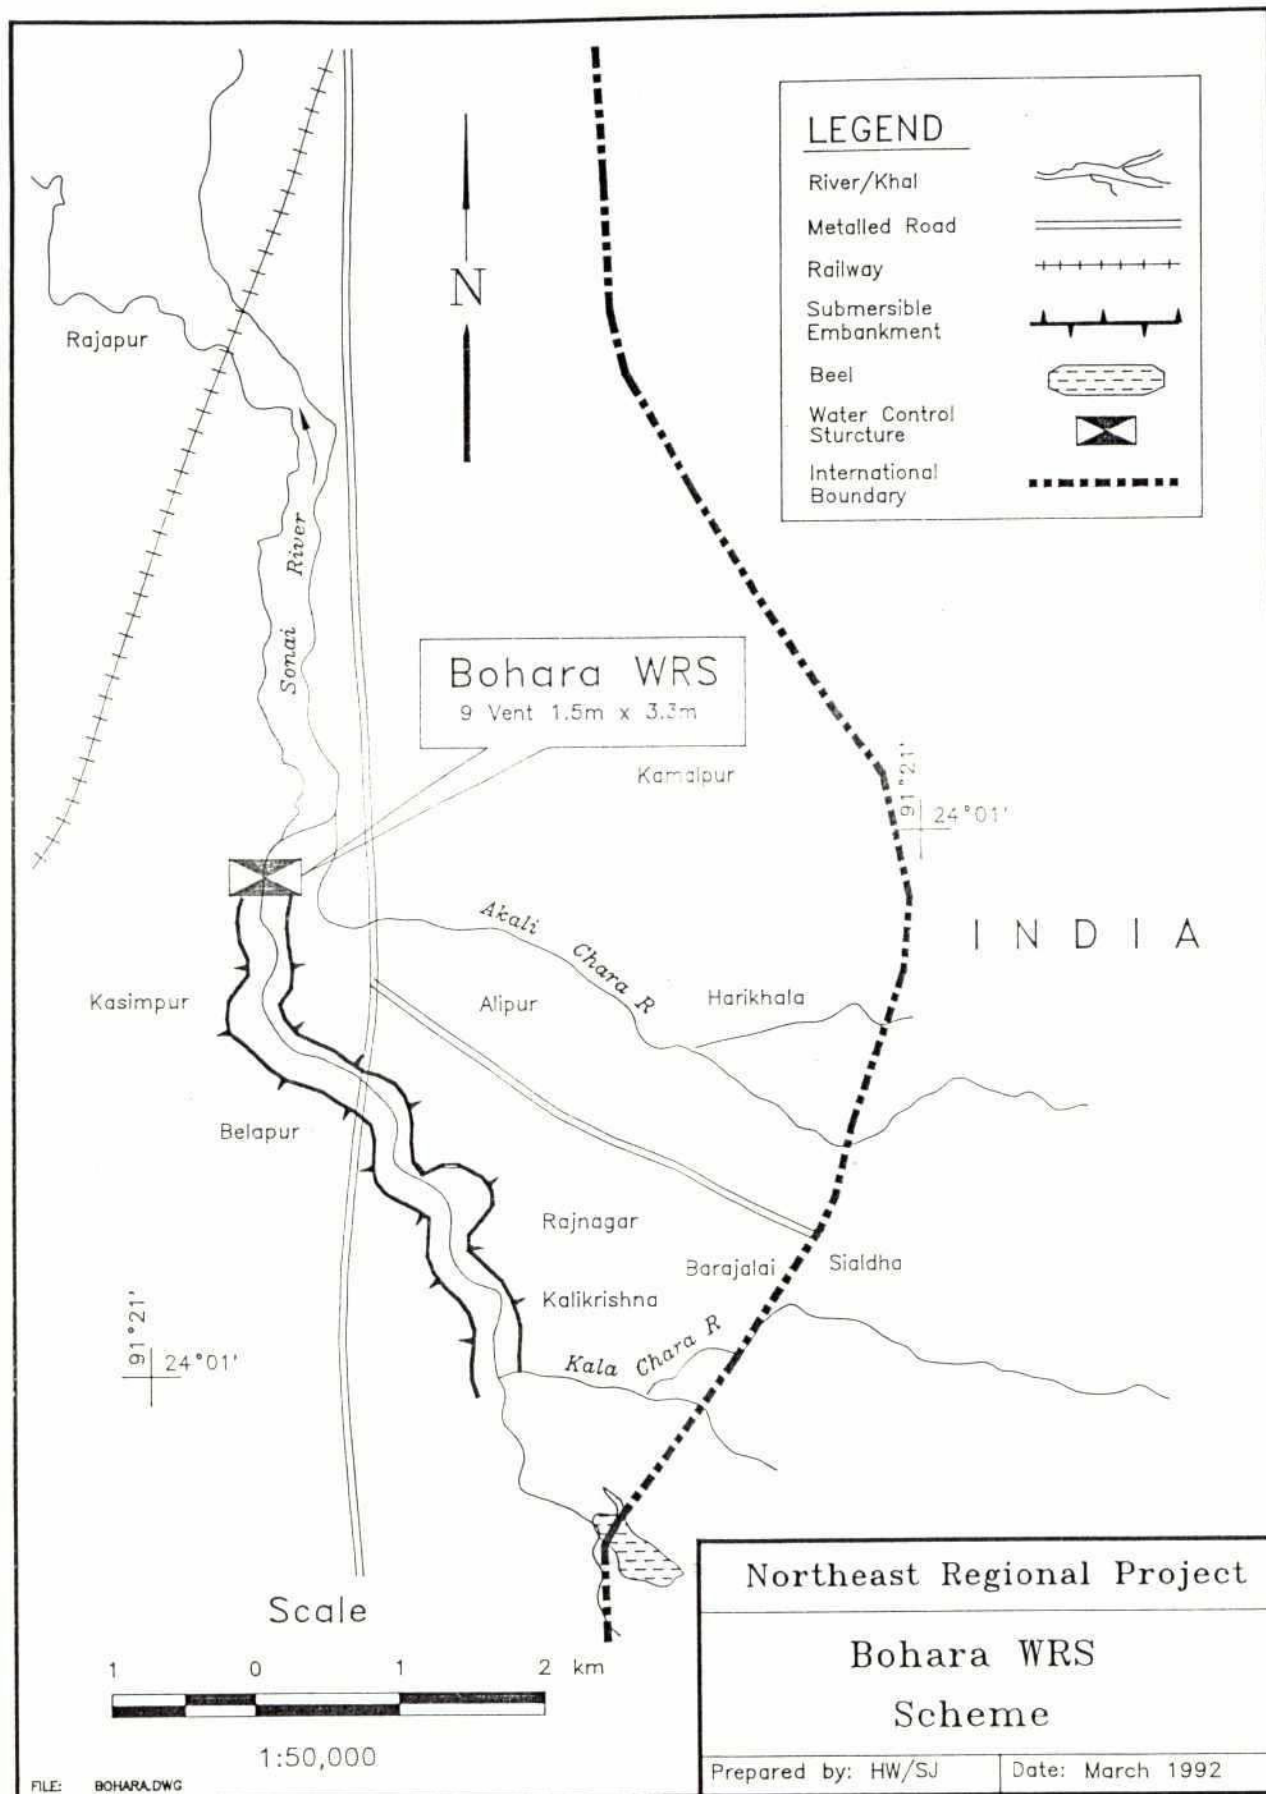 LEGEND
River/Khal
Metalled Road
Railway
Submersible
Embankment
Beel
Water Control
Sturcture
International
Boundary
N
Rajapur
Sonai River
Bohara WRS
9 Vent 1.5m x 3.3m
Kamalpur
91°21'
24°01'
INDIA
Akali Chara R
Kasimpur
Alipur
Harikhala
Belapur
Rajnagar
Barajalai
Sialdha
Kalikrishna
91°21'
24°01'
Kala Chara R
Scale
1 0 1 2 km
1:50,000
FILE: BOHARA.DWG
Northeast Regional Project
Bohara WRS
Scheme
Prepared by: HW/SJ
Date: March 1992